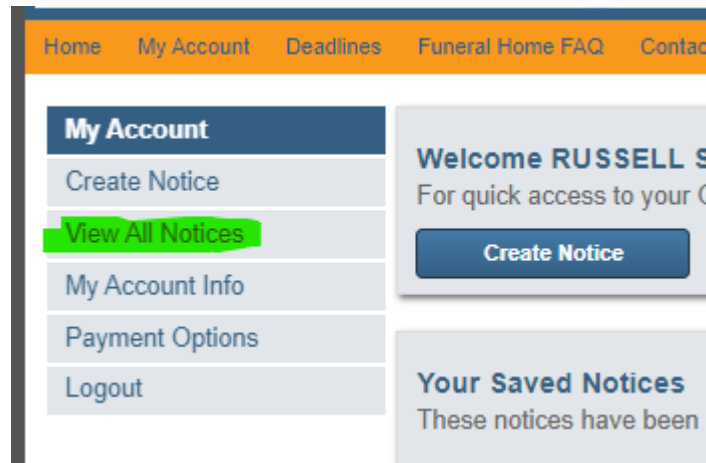 Home My Account Deadlines Funeral Home FAQ
My Account
Create Notice
View All Notices
My Account Info
Payment Options
Logout
Welcome RUSSELL
For quick access to your
Create Notice
Your Saved Notices
These notices have been